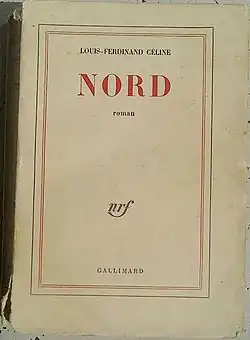 LOUIS-FERDINAND CÉLINE
NORD
roman
nrf
GALLIMARD